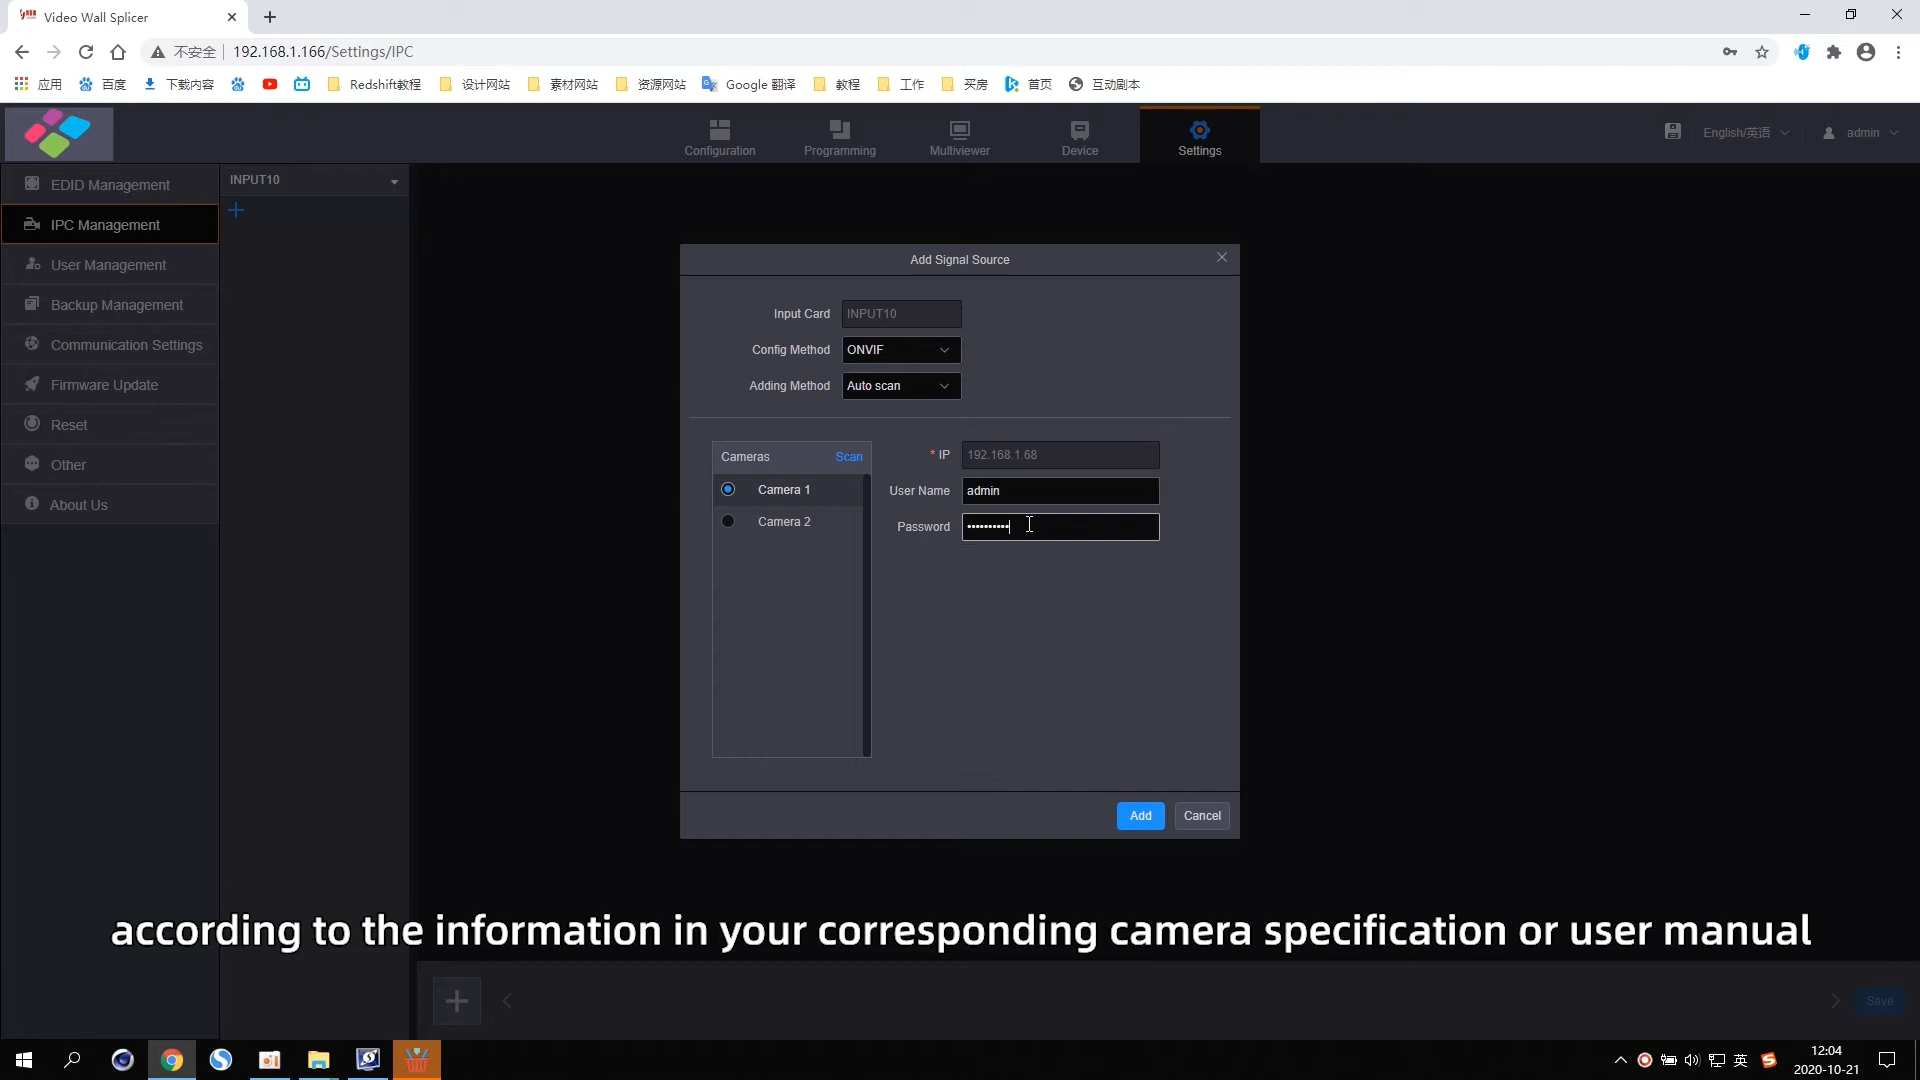 Video Wall Splicer
不安全
192.168.1.166/Settings/IPC
应用
百度
下载内容
Redshift教程
设计网站
素材网站
资源网站
Google 翻译
教程
工作
买房
首页
互动剧本
Configuration
Programming
Multiviewer
Device
Settings
English/英语
admin
EDID Management
IPC Management
User Management
Backup Management
Communication Settings
Firmware Update
Reset
Other
About Us
INPUT10
Add Signal Source
Input Card INPUT10
Config Method ONVIF
Adding Method Auto scan
Cameras Scan
Camera 1
Camera 2
* IP 192.168.1.68
User Name admin
Password ••••••••••
Add
Cancel
according to the information in your corresponding camera specification or user manual
Save
英
12:04
2020-10-21